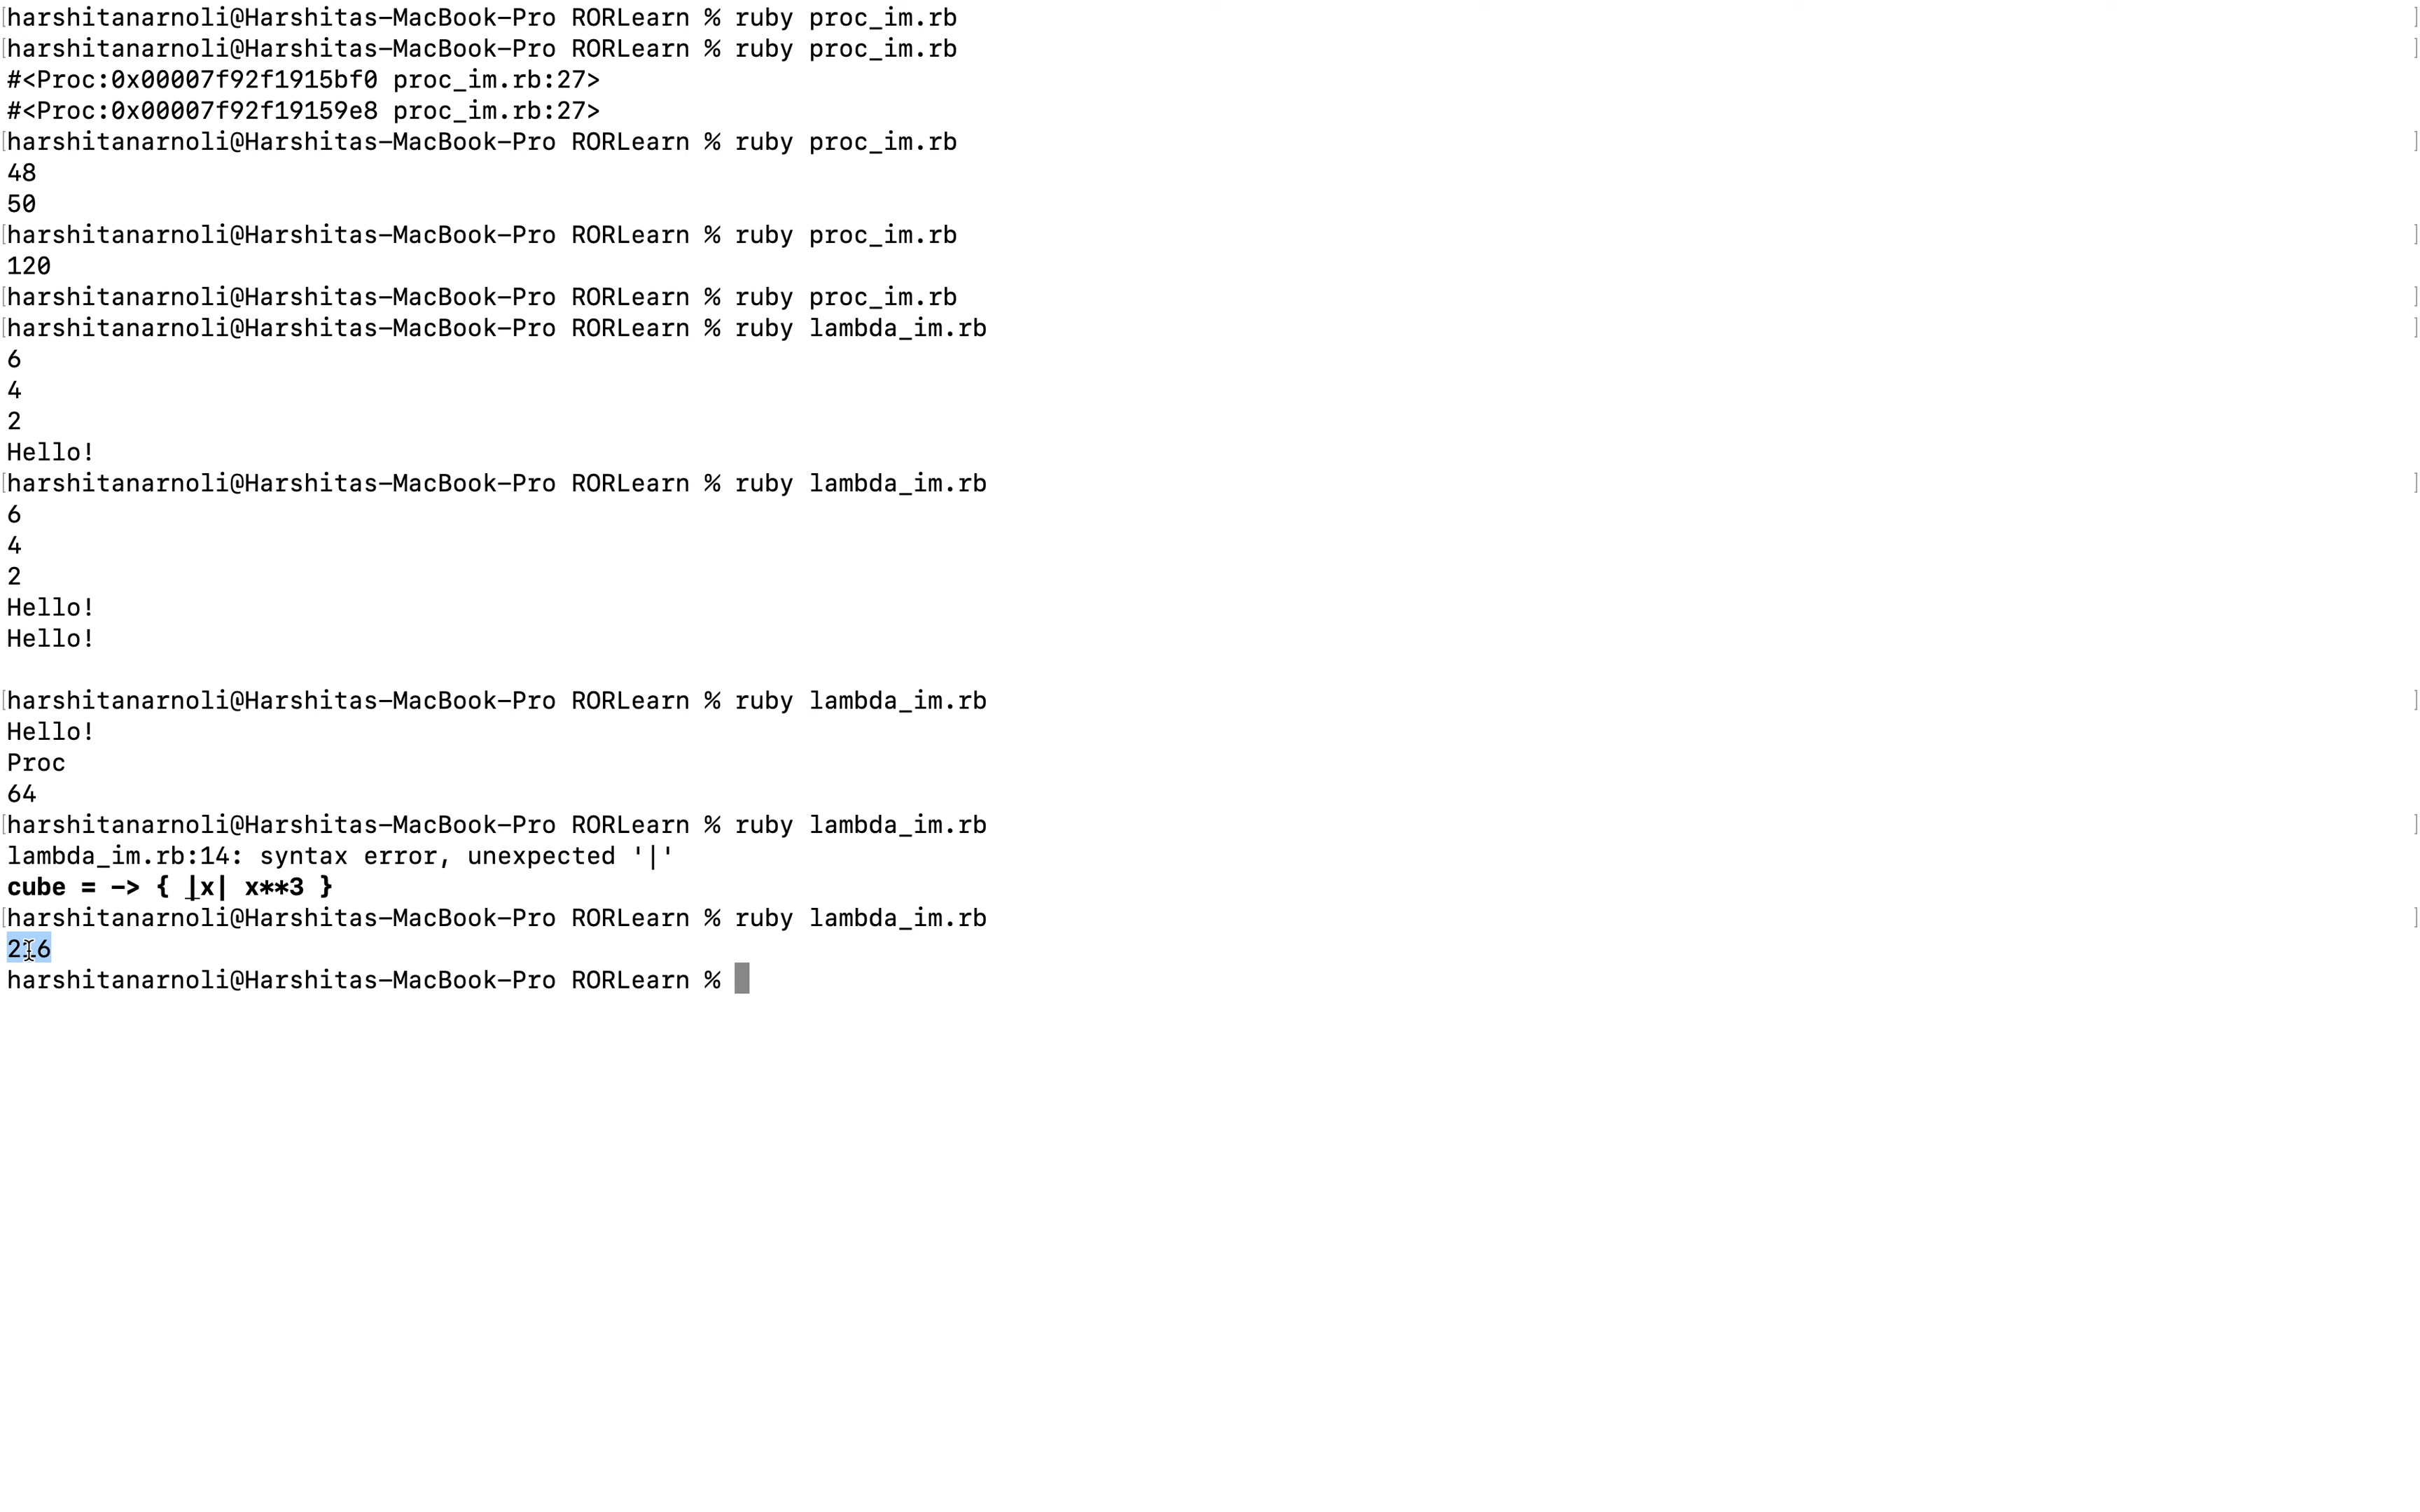 [harshitanarnoli@Harshitas-MacBook-Pro RORLearn % ruby proc_im.rb ]
[harshitanarnoli@Harshitas-MacBook-Pro RORLearn % ruby proc_im.rb ]
#<Proc:0x00007f92f1915bf0 proc_im.rb:27>
#<Proc:0x00007f92f19159e8 proc_im.rb:27>
[harshitanarnoli@Harshitas-MacBook-Pro RORLearn % ruby proc_im.rb ]
48
50
[harshitanarnoli@Harshitas-MacBook-Pro RORLearn % ruby proc_im.rb ]
120
[harshitanarnoli@Harshitas-MacBook-Pro RORLearn % ruby proc_im.rb ]
[harshitanarnoli@Harshitas-MacBook-Pro RORLearn % ruby lambda_im.rb ]
6
4
2
Hello!
[harshitanarnoli@Harshitas-MacBook-Pro RORLearn % ruby lambda_im.rb ]
6
4
2
Hello!
Hello!
[harshitanarnoli@Harshitas-MacBook-Pro RORLearn % ruby lambda_im.rb ]
Hello!
Proc
64
[harshitanarnoli@Harshitas-MacBook-Pro RORLearn % ruby lambda_im.rb ]
lambda_im.rb:14: syntax error, unexpected '|'
cube = -> { |x| x**3 }
[harshitanarnoli@Harshitas-MacBook-Pro RORLearn % ruby lambda_im.rb ]
216
harshitanarnoli@Harshitas-MacBook-Pro RORLearn %